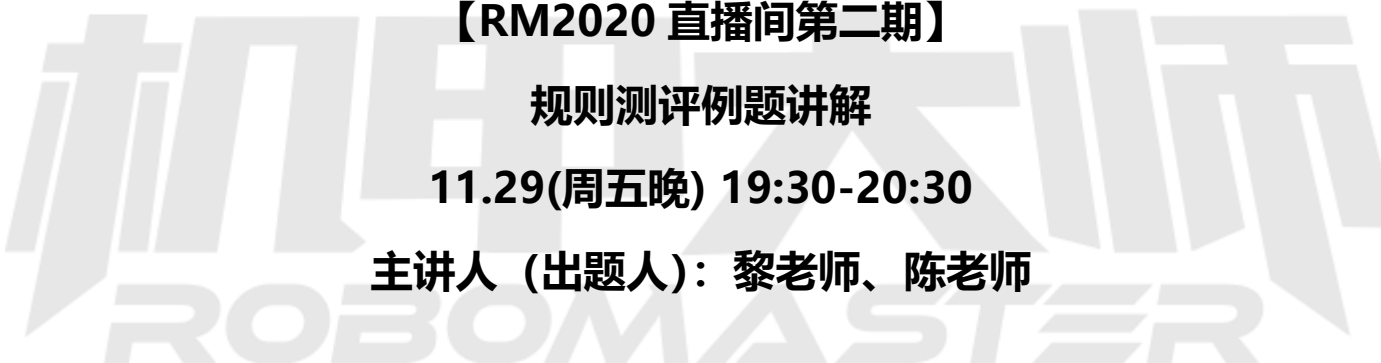 【RM2020 直播间第二期】
规则测评例题讲解
11.29(周五晚) 19:30-20:30
主讲人（出题人）：黎老师、陈老师
机甲大师
ROBOMASTER